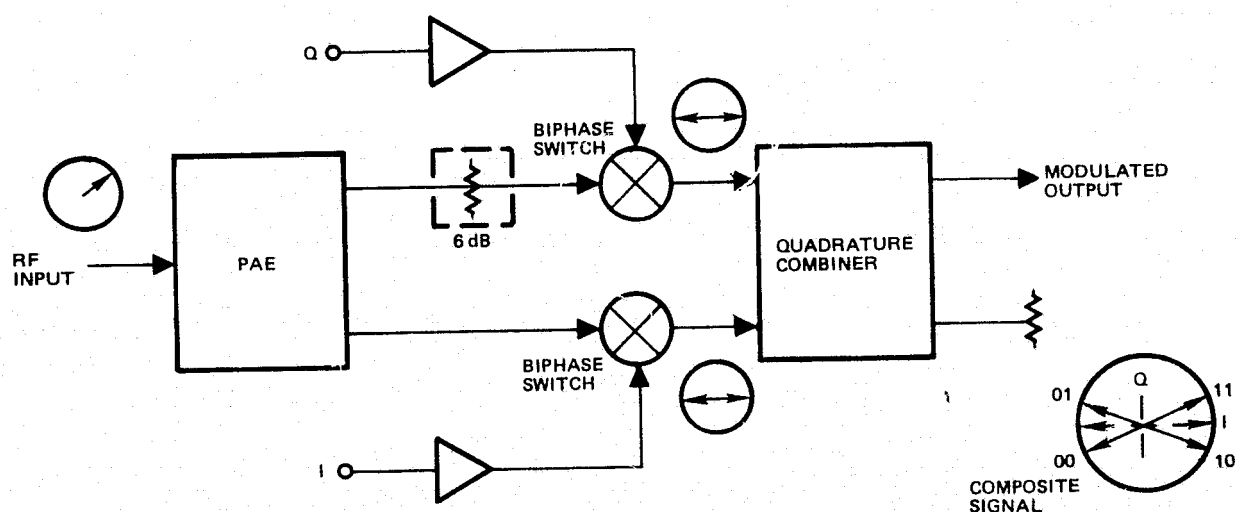 Q
BIPHASE
SWITCH
6 dB
RF
INPUT
PAE
QUADRATURE
COMBINER
MODULATED
OUTPUT
BIPHASE
SWITCH
I
Q
01
11
I
00
10
COMPOSITE
SIGNAL